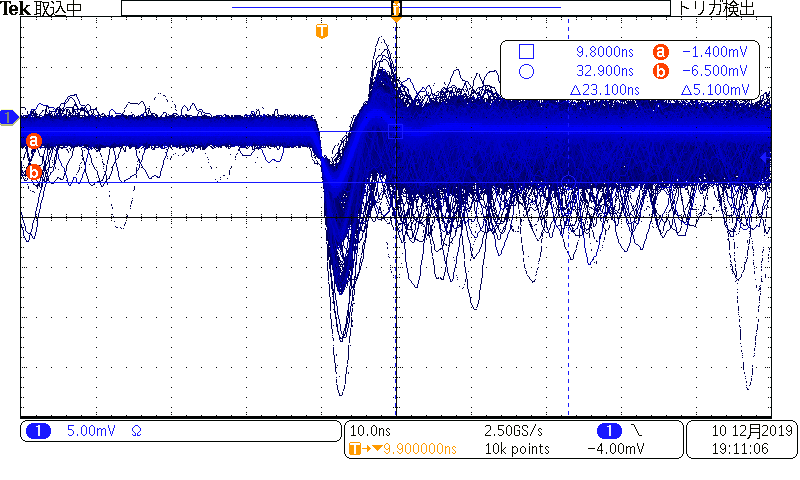 Tek 取込中 トリガ検出
T
9.8000ns a -1.400mV
32.900ns b -6.500mV
△23.100ns △5.100mV
1
a
b
1 5.00mV Ω
10.0ns 2.50GS/s 1
T→▼9.900000ns 10k points -4.00mV
10 12月2019
19:11:06